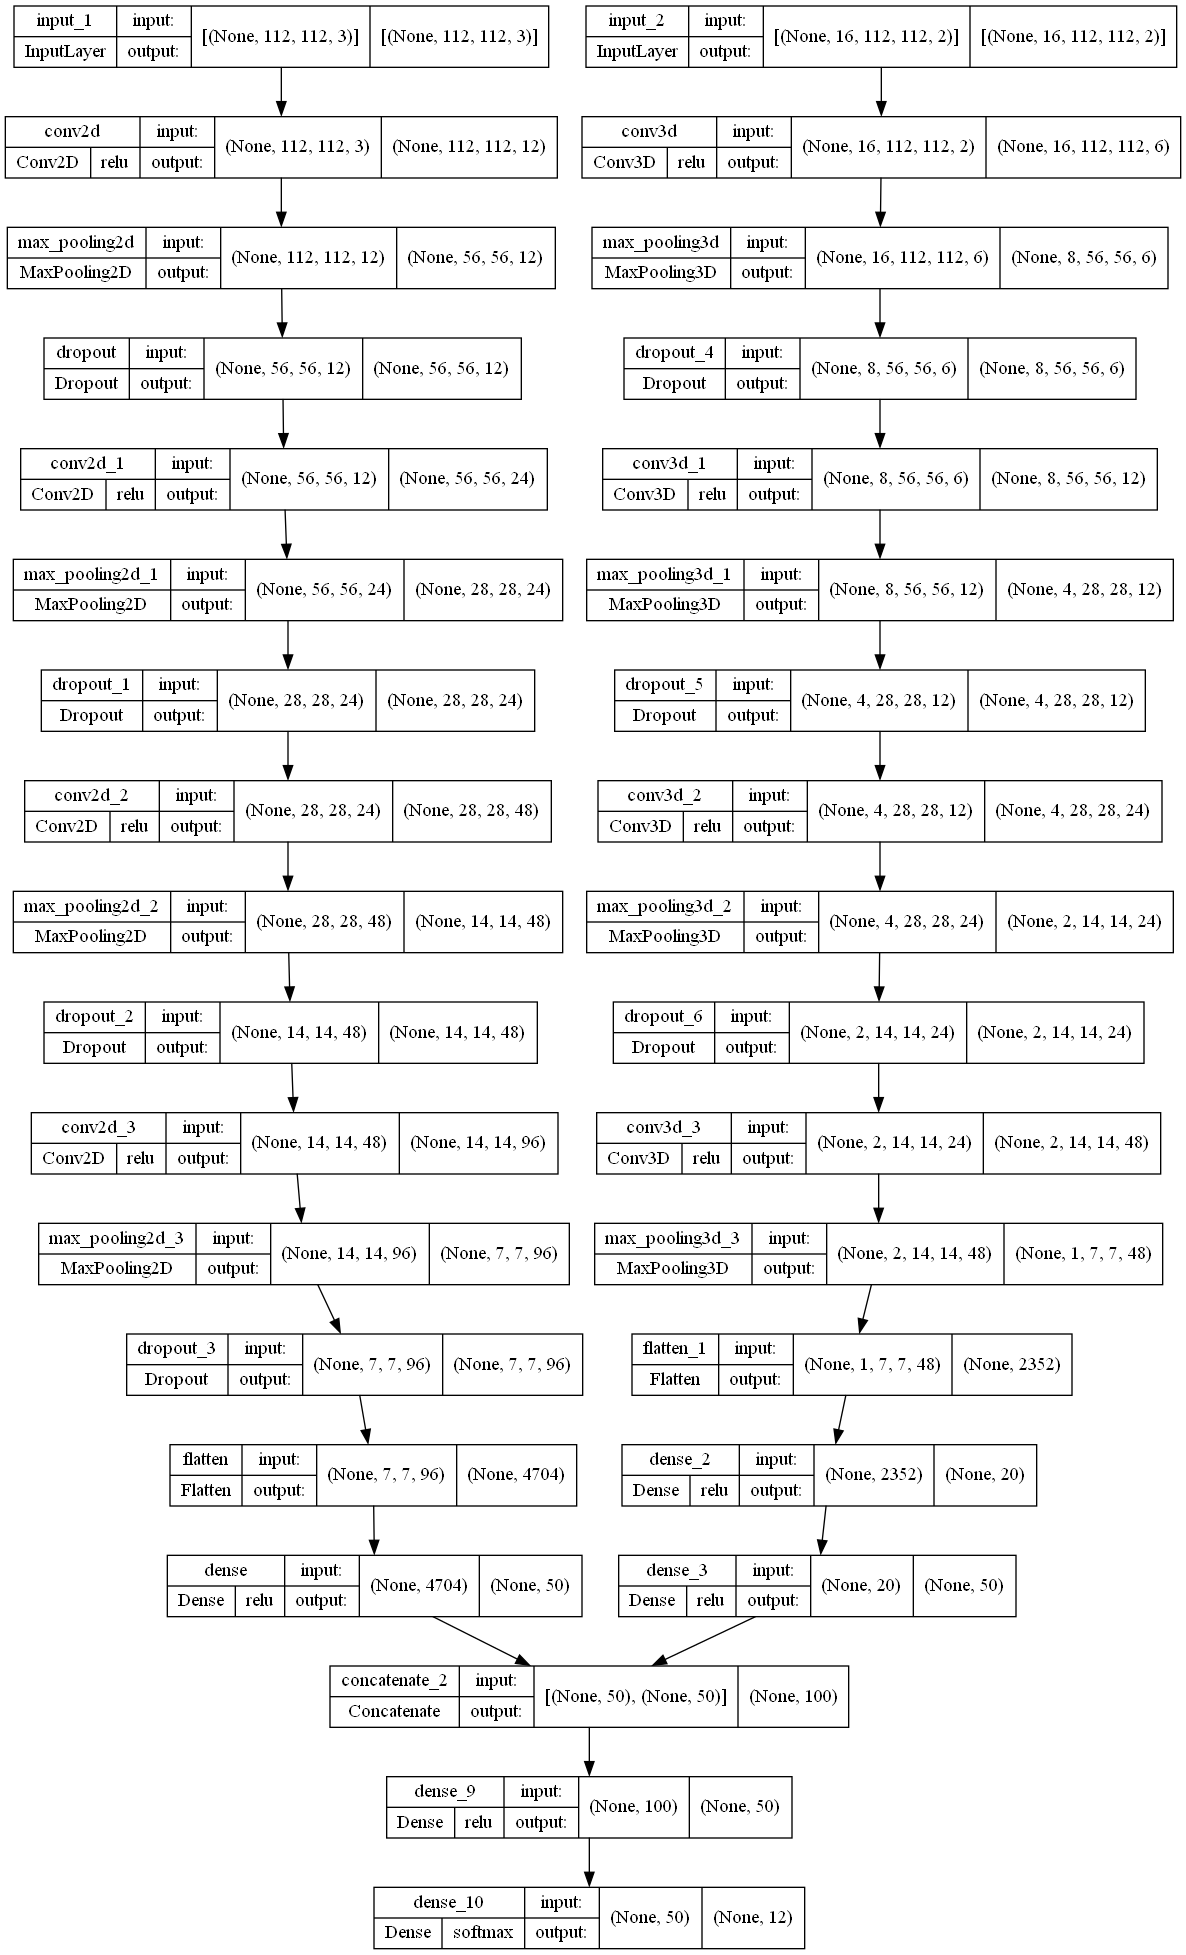 input_1 input: [(None, 112, 112, 3)] [(None, 112, 112, 3)]
InputLayer output:
input_2 input: [(None, 16, 112, 112, 2)] [(None, 16, 112, 112, 2)]
InputLayer output:
conv2d input: (None, 112, 112, 3) (None, 112, 112, 12)
Conv2D relu output:
conv3d input: (None, 16, 112, 112, 2) (None, 16, 112, 112, 6)
Conv3D relu output:
max_pooling2d input: (None, 112, 112, 12) (None, 56, 56, 12)
MaxPooling2D output:
max_pooling3d input: (None, 16, 112, 112, 6) (None, 8, 56, 56, 6)
MaxPooling3D output:
dropout input: (None, 56, 56, 12) (None, 56, 56, 12)
Dropout output:
dropout_4 input: (None, 8, 56, 56, 6) (None, 8, 56, 56, 6)
Dropout output:
conv2d_1 input: (None, 56, 56, 12) (None, 56, 56, 24)
Conv2D relu output:
conv3d_1 input: (None, 8, 56, 56, 6) (None, 8, 56, 56, 12)
Conv3D relu output:
max_pooling2d_1 input: (None, 56, 56, 24) (None, 28, 28, 24)
MaxPooling2D output:
max_pooling3d_1 input: (None, 8, 56, 56, 12) (None, 4, 28, 28, 12)
MaxPooling3D output:
dropout_1 input: (None, 28, 28, 24) (None, 28, 28, 24)
Dropout output:
dropout_5 input: (None, 4, 28, 28, 12) (None, 4, 28, 28, 12)
Dropout output:
conv2d_2 input: (None, 28, 28, 24) (None, 28, 28, 48)
Conv2D relu output:
conv3d_2 input: (None, 4, 28, 28, 12) (None, 4, 28, 28, 24)
Conv3D relu output:
max_pooling2d_2 input: (None, 28, 28, 48) (None, 14, 14, 48)
MaxPooling2D output:
max_pooling3d_2 input: (None, 4, 28, 28, 24) (None, 2, 14, 14, 24)
MaxPooling3D output:
dropout_2 input: (None, 14, 14, 48) (None, 14, 14, 48)
Dropout output:
dropout_6 input: (None, 2, 14, 14, 24) (None, 2, 14, 14, 24)
Dropout output:
conv2d_3 input: (None, 14, 14, 48) (None, 14, 14, 96)
Conv2D relu output:
conv3d_3 input: (None, 2, 14, 14, 24) (None, 2, 14, 14, 48)
Conv3D relu output:
max_pooling2d_3 input: (None, 14, 14, 96) (None, 7, 7, 96)
MaxPooling2D output:
max_pooling3d_3 input: (None, 2, 14, 14, 48) (None, 1, 7, 7, 48)
MaxPooling3D output:
dropout_3 input: (None, 7, 7, 96) (None, 7, 7, 96)
Dropout output:
flatten_1 input: (None, 1, 7, 7, 48) (None, 2352)
Flatten output:
flatten input: (None, 7, 7, 96) (None, 4704)
Flatten output:
dense_2 input: (None, 2352) (None, 20)
Dense relu output:
dense input: (None, 4704) (None, 50)
Dense relu output:
dense_3 input: (None, 20) (None, 50)
Dense relu output:
concatenate_2 input: [(None, 50), (None, 50)] (None, 100)
Concatenate output:
dense_9 input: (None, 100) (None, 50)
Dense relu output:
dense_10 input: (None, 50) (None, 12)
Dense softmax output: